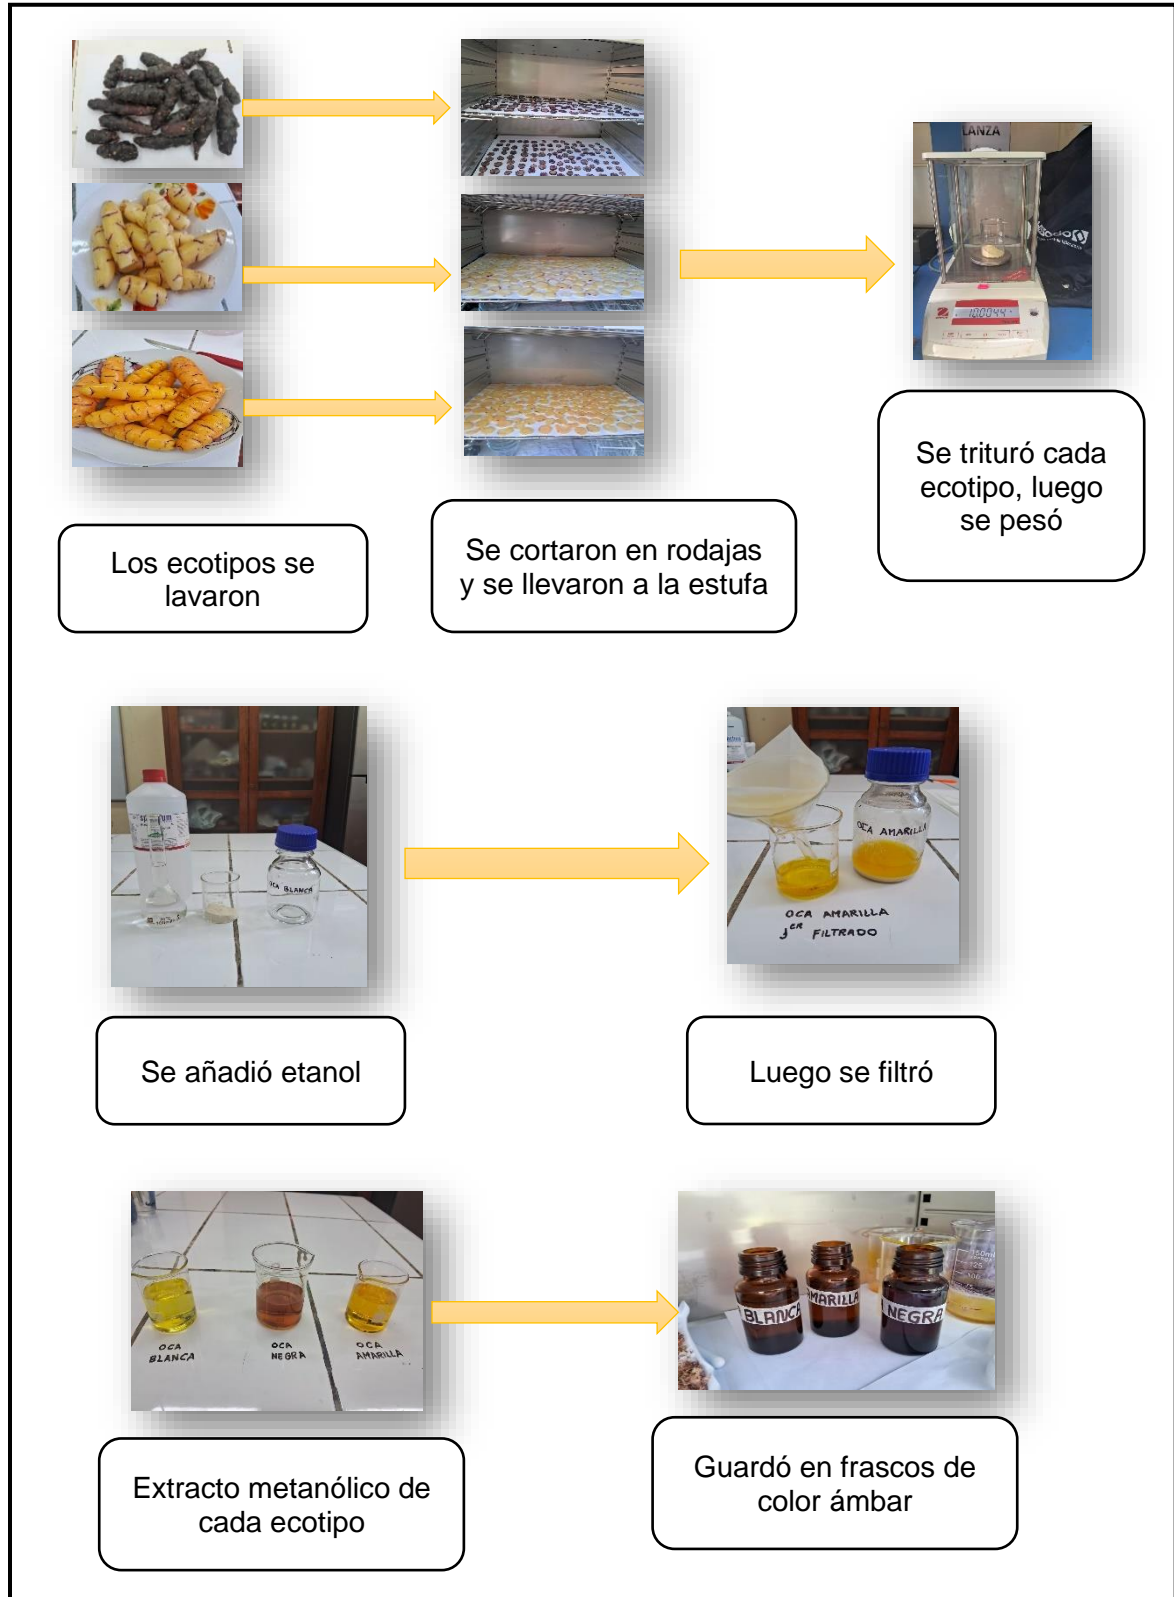 LANZA
10.0044
Los ecotipos se
lavaron
Se cortaron en rodajas
y se llevaron a la estufa
Se trituró cada
ecotipo, luego
se pesó
OCA BLANCA
OCA AMARILLA
OCA AMARILLA
1ER FILTRADO
Se añadió etanol
Luego se filtró
OCA
BLANCA
OCA
NEGRA
OCA
AMARILLA
BLANCA
AMARILLA
NEGRA
Extracto metanólico de
cada ecotipo
Guardó en frascos de
color ámbar